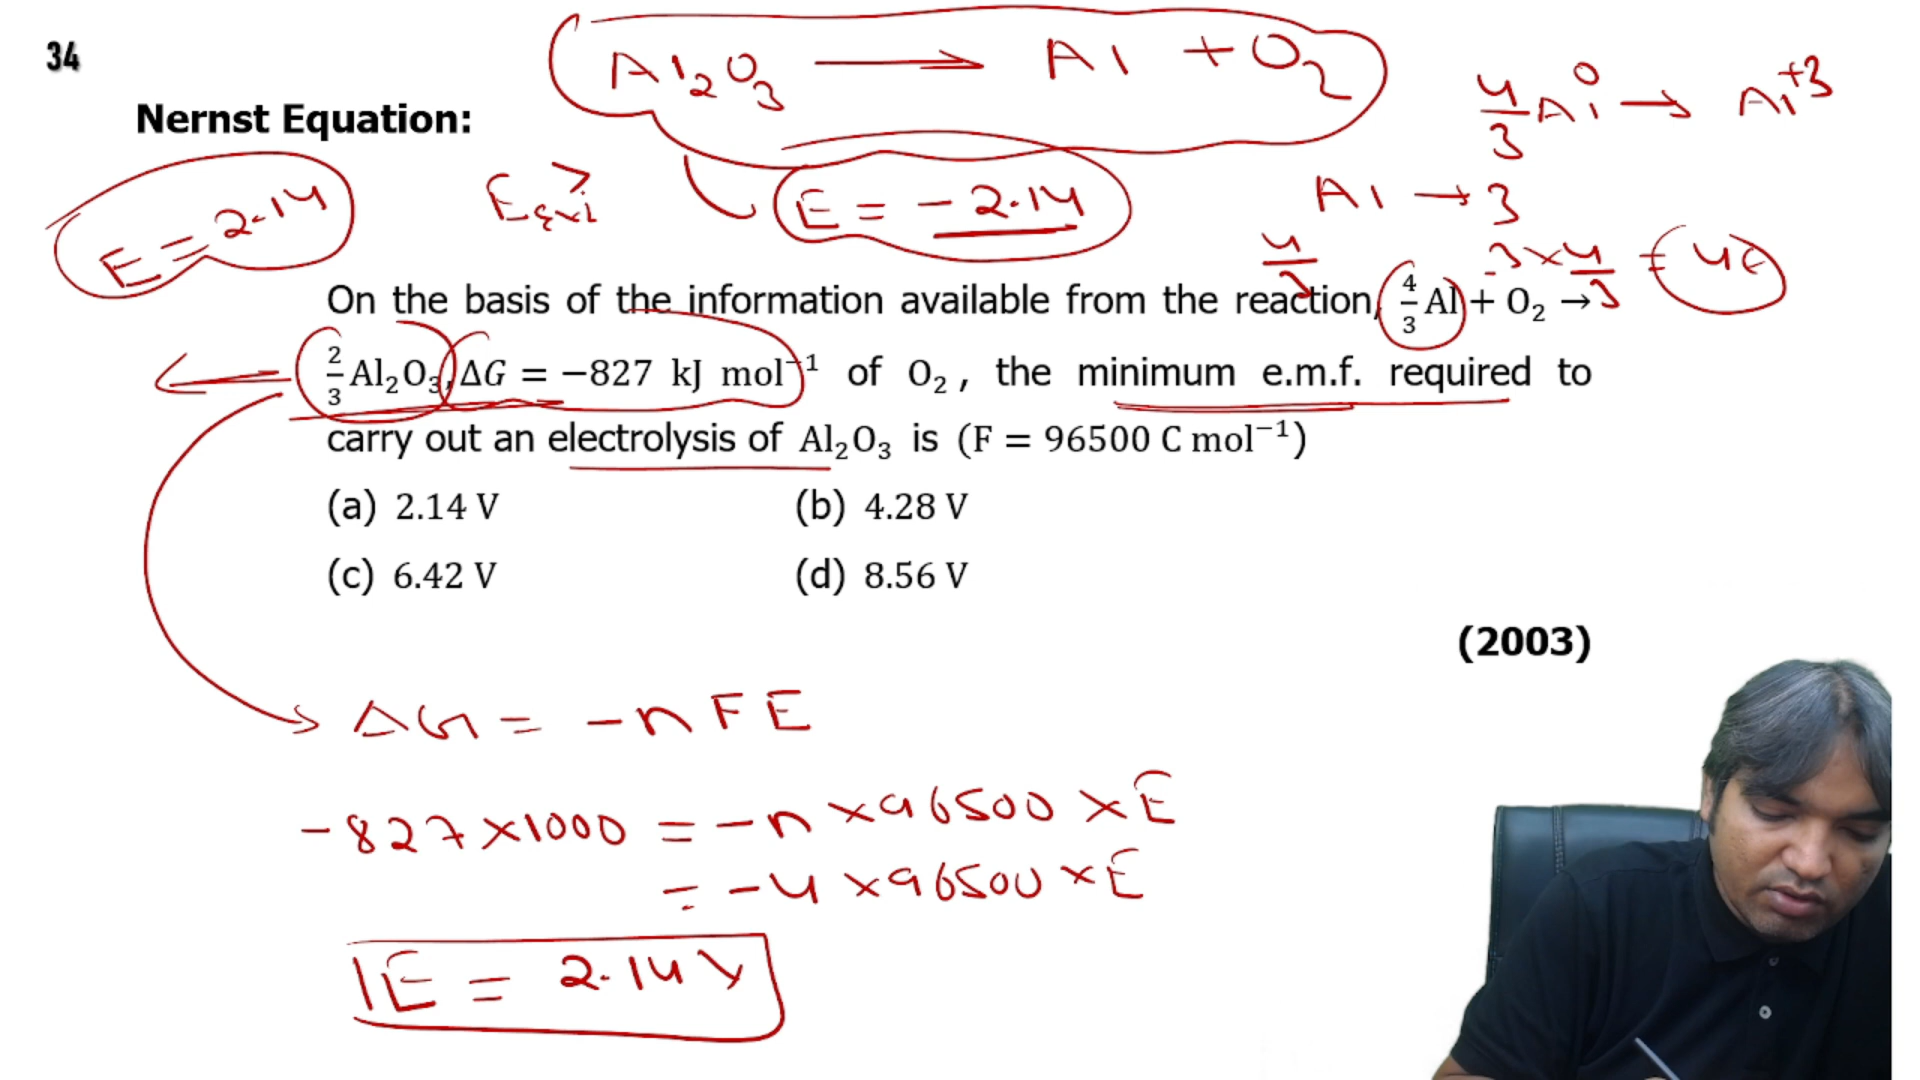 34
Al₂O₃ → Al + O₂
4/3 Al⁰ → Al⁺³
Nernst Equation:
E = 2.14
Eqvi >
E = −2.14
Al → 3
4/3
3 × 4/3 = 4e
On the basis of the information available from the reaction, 4/3 Al + O₂ →
2/3 Al₂O₃, ΔG = −827 kJ mol⁻¹ of O₂, the minimum e.m.f. required to
carry out an electrolysis of Al₂O₃ is (F = 96500 C mol⁻¹)
(a) 2.14 V (b) 4.28 V
(c) 6.42 V (d) 8.56 V
(2003)
ΔG = −nFE
−827×1000 = −n×96500×E
= −4×96500×E
E = 2.14 V